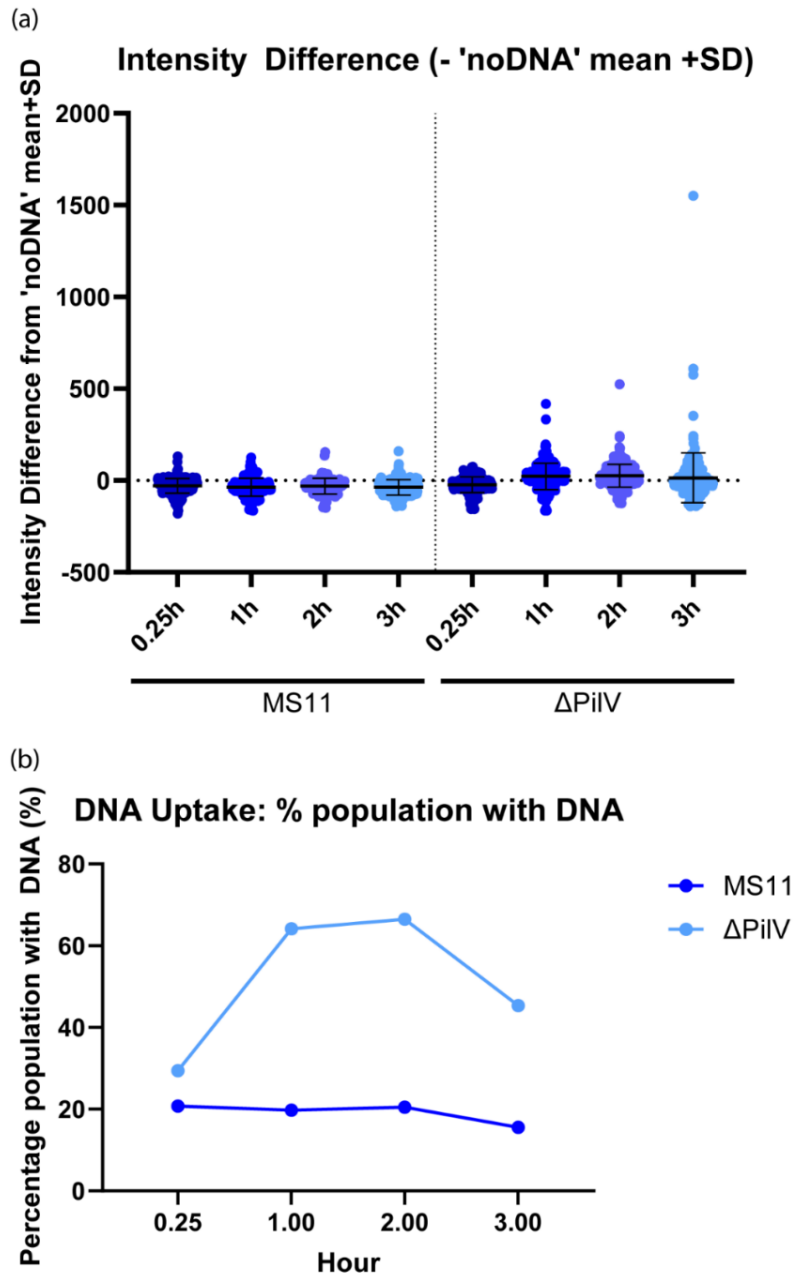 (a)
Intensity Difference (- 'noDNA' mean +SD)
Intensity Difference from 'noDNA' mean+SD
2000
1500
1000
500
0
-500
0.25h
1h
2h
3h
0.25h
1h
2h
3h
MS11
ΔPilV
(b)
DNA Uptake: % population with DNA
Percentage population with DNA (%)
80
60
40
20
0
0.25
1.00
2.00
3.00
Hour
MS11
ΔPilV